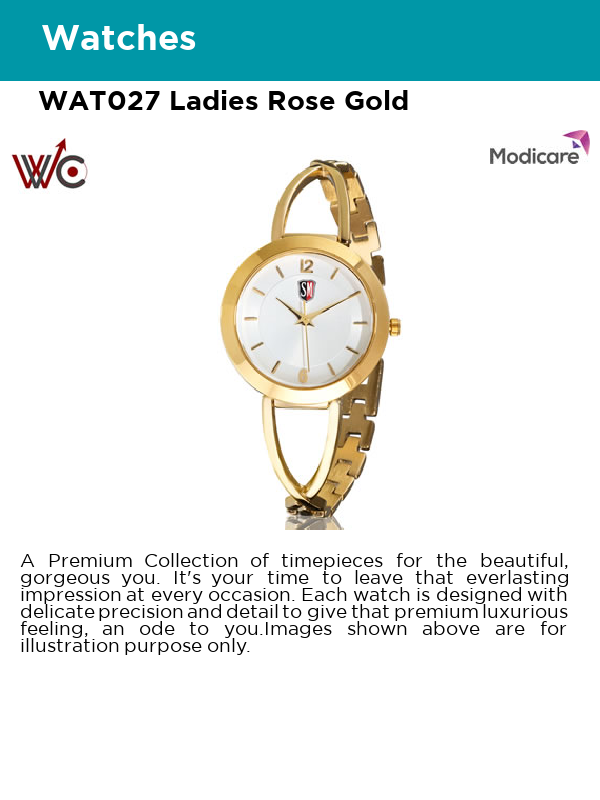 Watches
WAT027 Ladies Rose Gold
WC
Modicare
12
SM
A Premium Collection of timepieces for the beautiful,
gorgeous you. It's your time to leave that everlasting
impression at every occasion. Each watch is designed with
delicate precision and detail to give that premium luxurious
feeling, an ode to you.Images shown above are for
illustration purpose only.